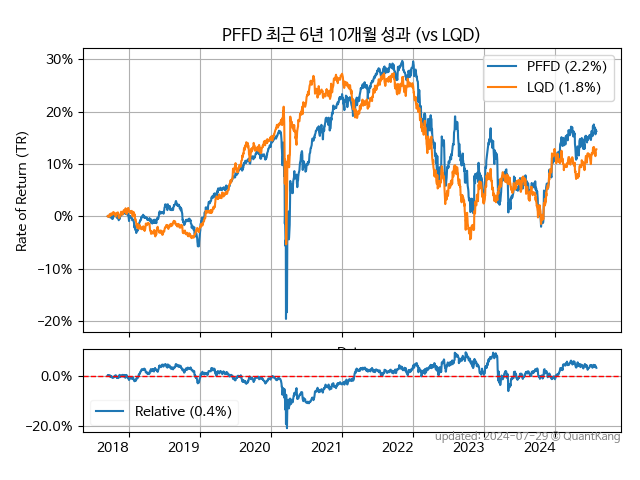 PFFD 최근 6년 10개월 성과 (vs LQD)
30%
20%
10%
0%
−10%
−20%
Rate of Return (TR)
PFFD (2.2%)
LQD (1.8%)
0.0%
−20.0%
Relative (0.4%)
2018 2019 2020 2021 2022 2023 2024
updated: 2024-07-29 © QuantKang